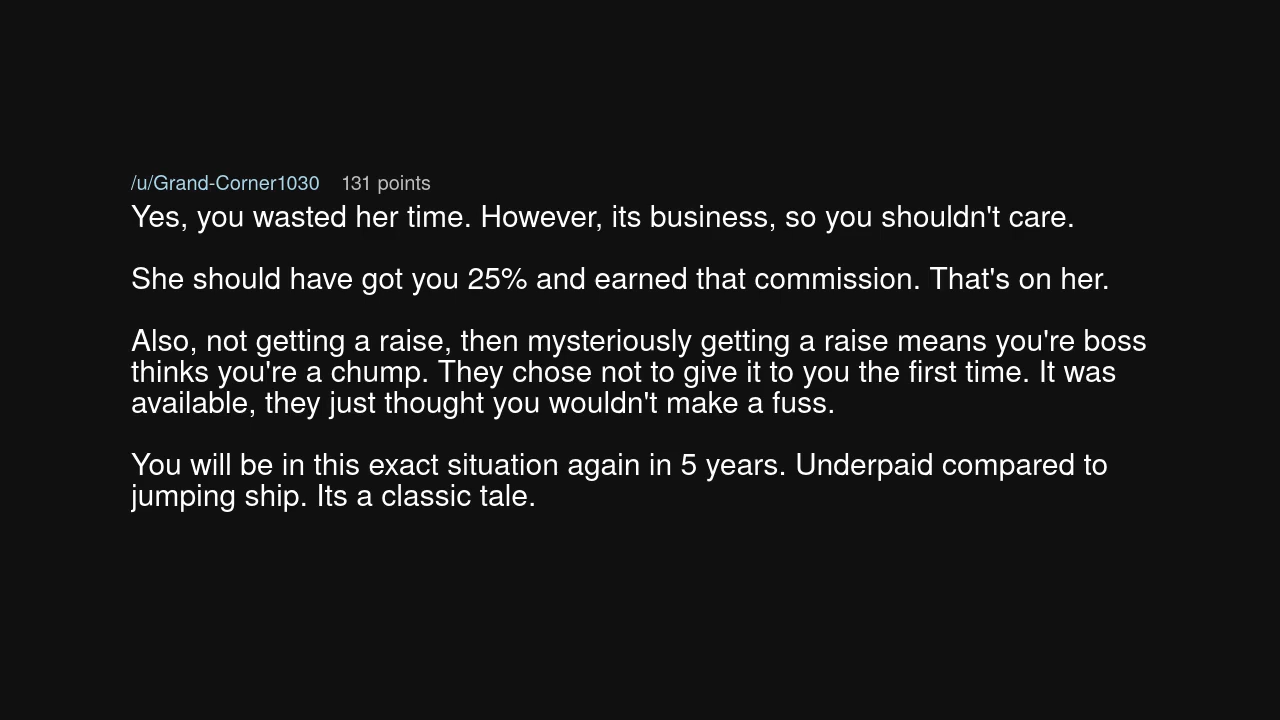 /u/Grand-Corner1030 131 points
Yes, you wasted her time. However, its business, so you shouldn't care.
She should have got you 25% and earned that commission. That's on her.
Also, not getting a raise, then mysteriously getting a raise means you're boss
thinks you're a chump. They chose not to give it to you the first time. It was
available, they just thought you wouldn't make a fuss.
You will be in this exact situation again in 5 years. Underpaid compared to
jumping ship. Its a classic tale.